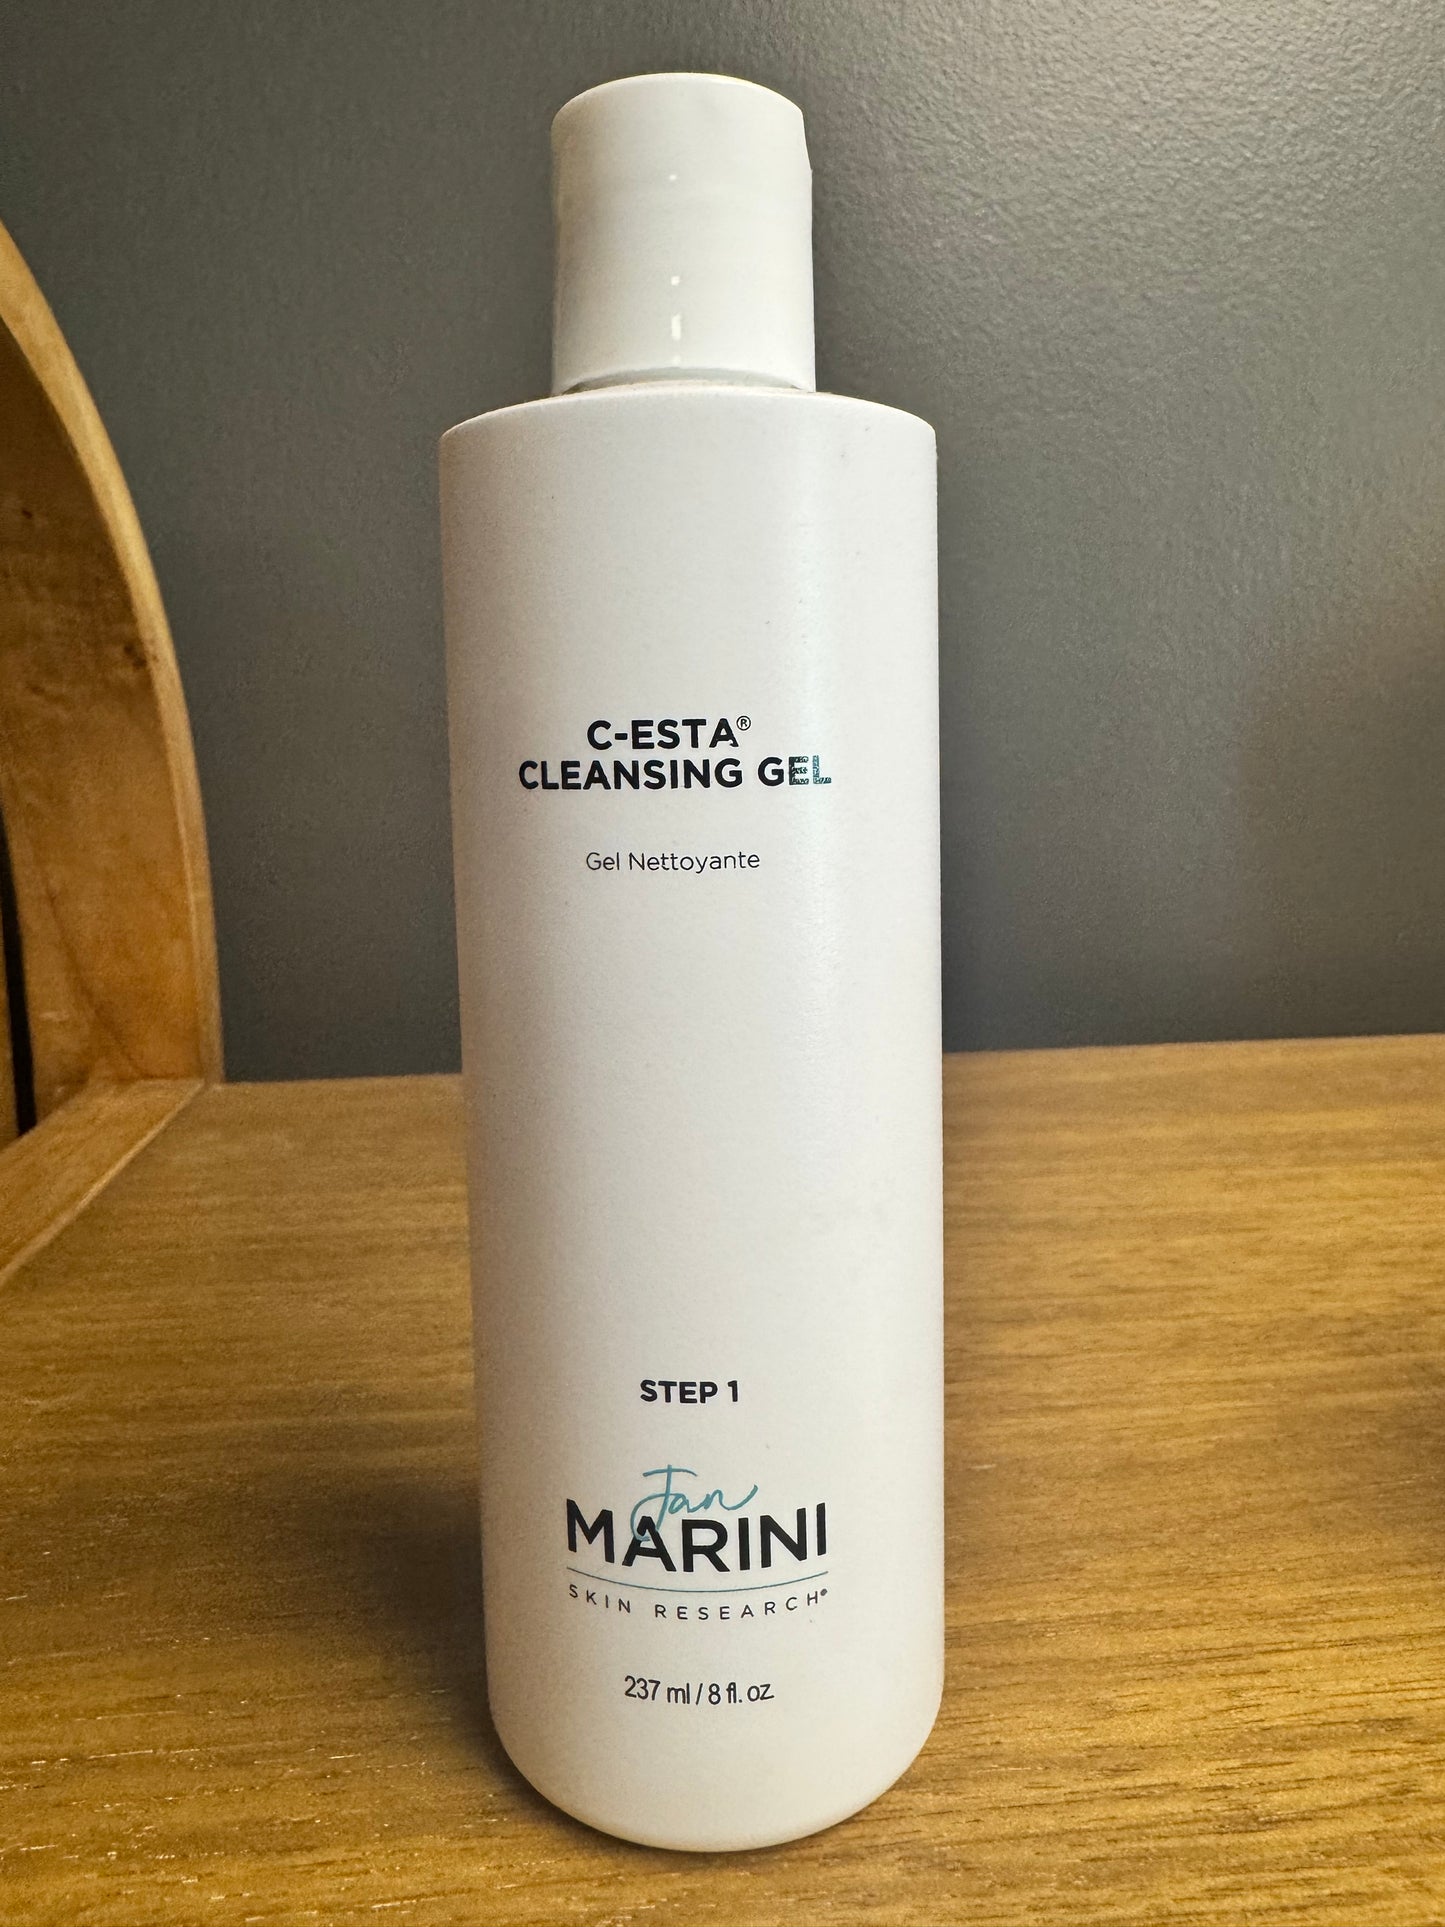 C-ESTA®
CLEANSING GEL
Gel Nettoyante
STEP 1
Jan
MARINI
SKIN RESEARCH®
237 ml / 8 fl. oz